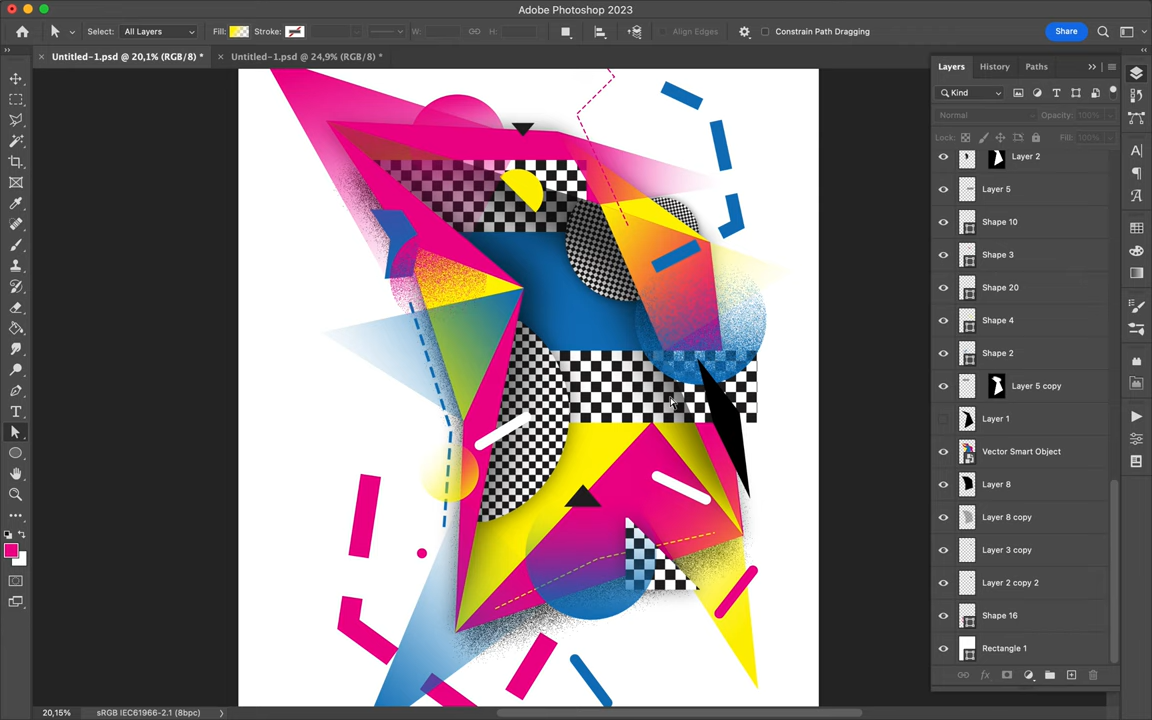 Adobe Photoshop 2023
Select: All Layers Fill: Stroke: W: H: Align Edges Constrain Path Dragging Share
Untitled-1.psd @ 20,1% (RGB/8) * Untitled-1.psd @ 24,9% (RGB/8) *
Layers History Paths
Kind
Normal Opacity: 100%
Lock: Fill: 100%
Layer 2
Layer 5
Shape 10
Shape 3
Shape 20
Shape 4
Shape 2
Layer 5 copy
Layer 1
Vector Smart Object
Layer 8
Layer 8 copy
Layer 3 copy
Layer 2 copy 2
Shape 16
Rectangle 1
20,15% sRGB IEC61966-2.1 (8bpc)